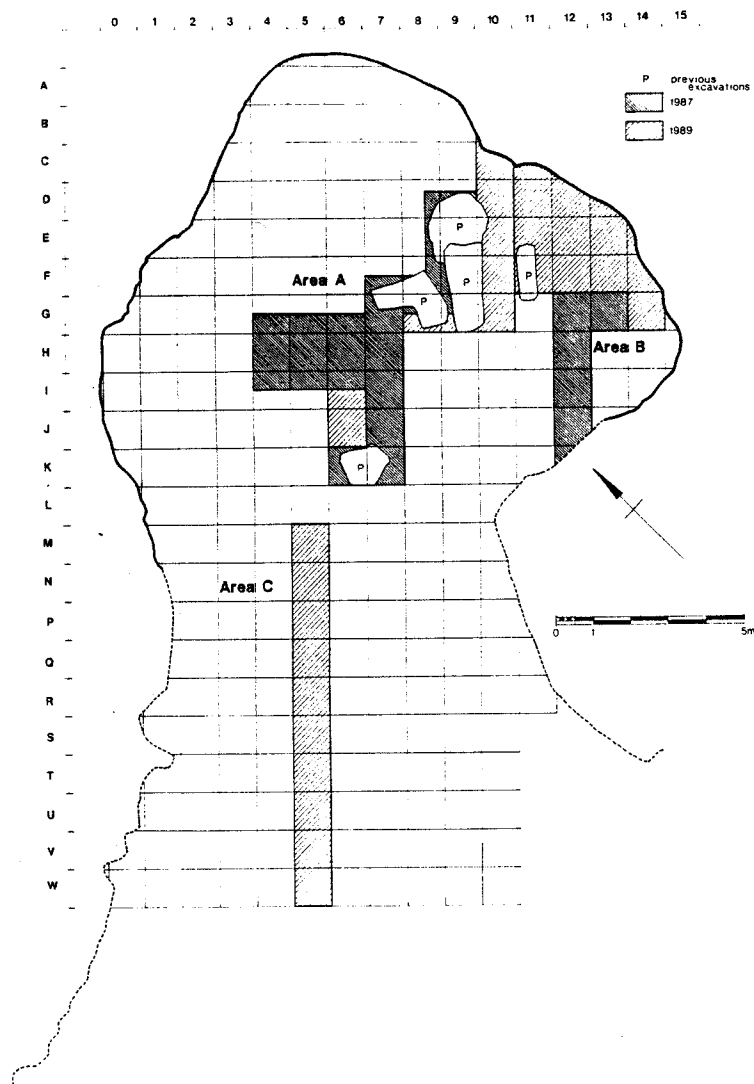 0 1 2 3 4 5 6 7 8 9 10 11 12 13 14 15
A
B
C
D
E
F
G
H
I
J
K
L
M
N
P
Q
R
S
T
U
V
W
P previous
excavations
1987
1989
P
P
P
P
P
Area A
Area B
Area C
0 1 5m